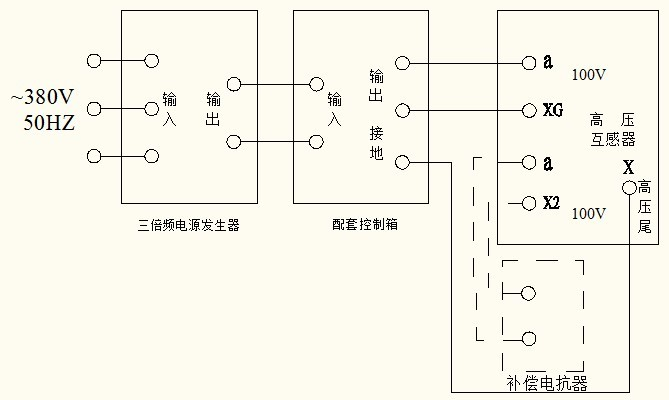 ~380V
50HZ
输入
输出
三倍频电源发生器
输入
输出
接地
配套控制箱
a
100V
XG
高 压
互感器
a
X
X2
100V
高压尾
补偿电抗器